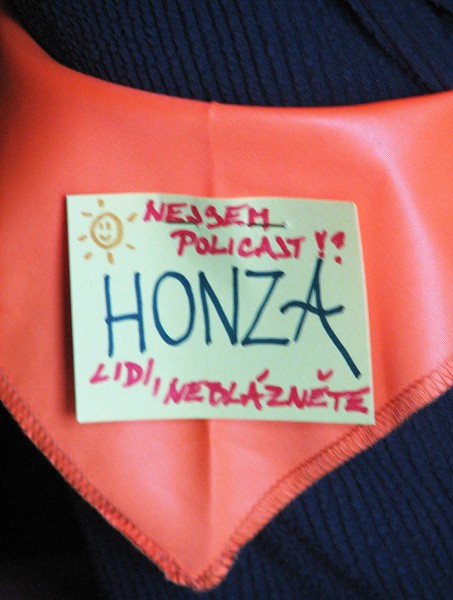 NEJSEM
POLICAJT !?
HONZA
LIDI, NEBLÁZNĚTE